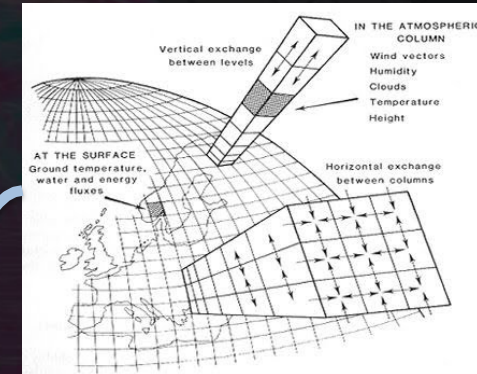 IN THE ATMOSPHERIC
COLUMN
Wind vectors
Humidity
Clouds
Temperature
Height
Vertical exchange
between levels
AT THE SURFACE
Ground temperature,
water and energy
fluxes
Horizontal exchange
between columns